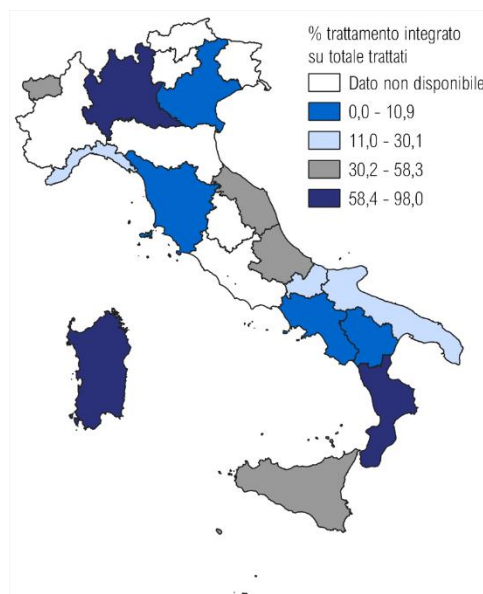 % trattamento integrato
su totale trattati
Dato non disponibile
0,0 - 10,9
11,0 - 30,1
30,2 - 58,3
58,4 - 98,0